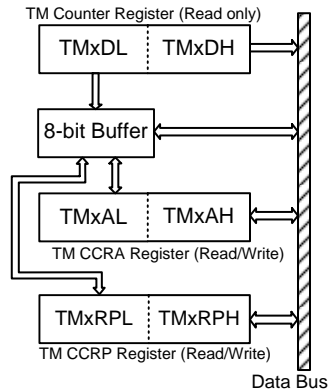 TM Counter Register (Read only)
TMxDL TMxDH
8-bit Buffer
TMxAL TMxAH
TM CCRA Register (Read/Write)
TMxRPL TMxRPH
TM CCRP Register (Read/Write)
Data Bus